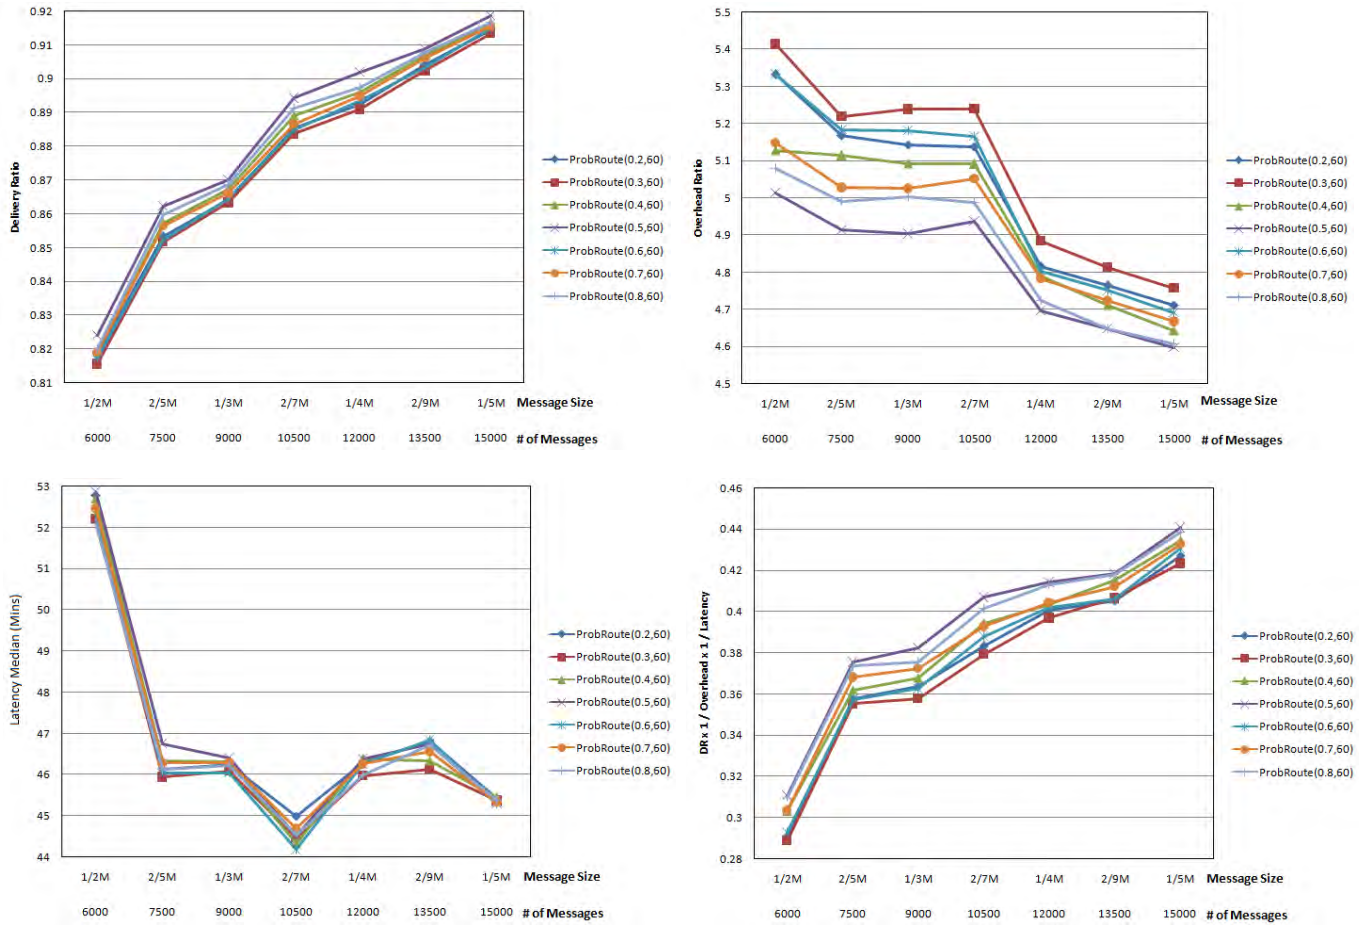 0.92
0.91
0.9
0.89
0.88
0.87
0.86
0.85
0.84
0.83
0.82
0.81
Delivery Ratio
1/2M 2/5M 1/3M 2/7M 1/4M 2/9M 1/5M Message Size
6000 7500 9000 10500 12000 13500 15000 # of Messages
ProbRoute(0.2,60)
ProbRoute(0.3,60)
ProbRoute(0.4,60)
ProbRoute(0.5,60)
ProbRoute(0.6,60)
ProbRoute(0.7,60)
ProbRoute(0.8,60)
5.5
5.4
5.3
5.2
5.1
5
4.9
4.8
4.7
4.6
4.5
Overhead Ratio
1/2M 2/5M 1/3M 2/7M 1/4M 2/9M 1/5M Message Size
6000 7500 9000 10500 12000 13500 15000 # of Messages
ProbRoute(0.2,60)
ProbRoute(0.3,60)
ProbRoute(0.4,60)
ProbRoute(0.5,60)
ProbRoute(0.6,60)
ProbRoute(0.7,60)
ProbRoute(0.8,60)
53
52
51
50
49
48
47
46
45
44
Latency Median (Mins)
1/2M 2/5M 1/3M 2/7M 1/4M 2/9M 1/5M Message Size
6000 7500 9000 10500 12000 13500 15000 # of Messages
ProbRoute(0.2,60)
ProbRoute(0.3,60)
ProbRoute(0.4,60)
ProbRoute(0.5,60)
ProbRoute(0.6,60)
ProbRoute(0.7,60)
ProbRoute(0.8,60)
0.46
0.44
0.42
0.4
0.38
0.36
0.34
0.32
0.3
0.28
DR x 1 / Overhead x 1 / Latency
1/2M 2/5M 1/3M 2/7M 1/4M 2/9M 1/5M Message Size
6000 7500 9000 10500 12000 13500 15000 # of Messages
ProbRoute(0.2,60)
ProbRoute(0.3,60)
ProbRoute(0.4,60)
ProbRoute(0.5,60)
ProbRoute(0.6,60)
ProbRoute(0.7,60)
ProbRoute(0.8,60)